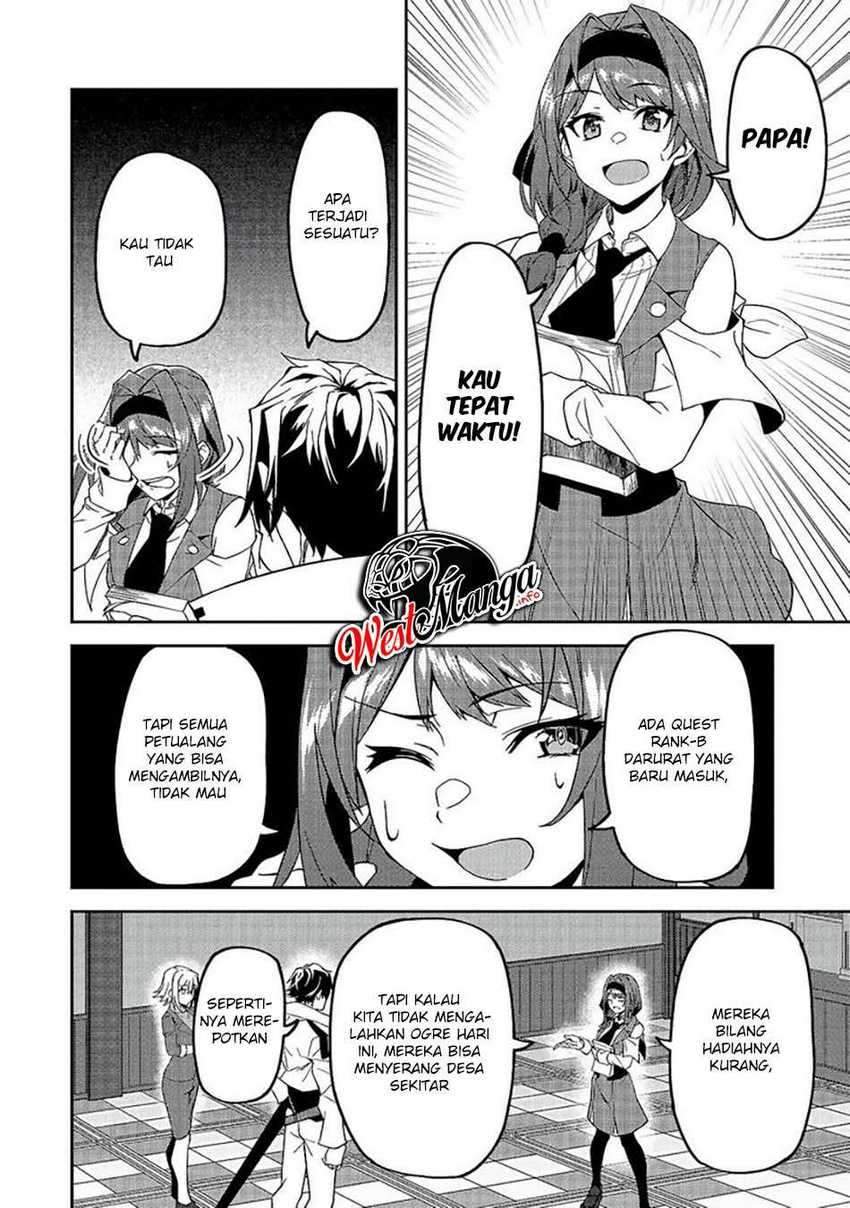 PAPA!
KAU
TEPAT
WAKTU!
APA
TERJADI
SESUATU?
KAU TIDAK
TAU
WestManga
.info
ADA QUEST
RANK-B
DARURAT YANG
BARU MASUK,
TAPI SEMUA
PETUALANG
YANG BISA
MENGAMBILNYA,
TIDAK MAU
MEREKA
BILANG
HADIAHNYA
KURANG,
TAPI KALAU
KITA TIDAK MENGA-
LAHKAN OGRE HARI
INI, MEREKA BISA
MENYERANG DESA
SEKITAR
SEPERTI-
NYA MERE-
POTKAN